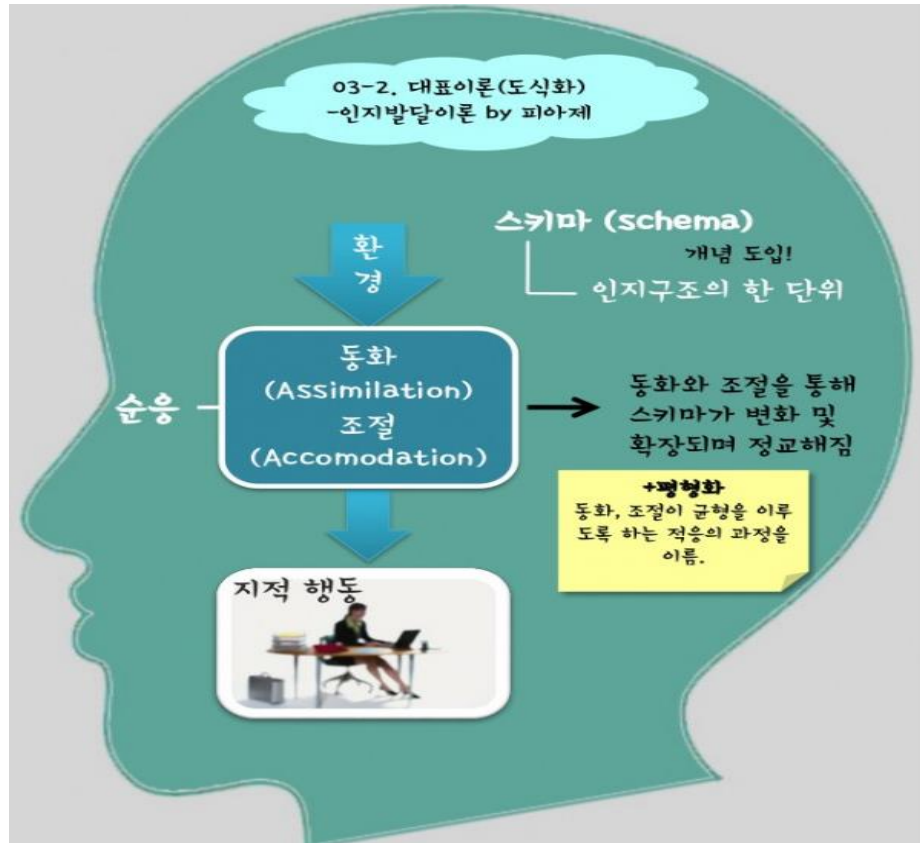 03-2. 대표이론(도식화)
-인지발달이론 by 피아제
스키마 (schema)
개념 도입!
인지구조의 한 단위
환
경
순응
동화
(Assimilation)
조절
(Accomodation)
동화와 조절을 통해
스키마가 변화 및
확장되며 정교해짐
+평형화
동화, 조절이 균형을 이루
도록 하는 적응의 과정을
이름.
지적 행동